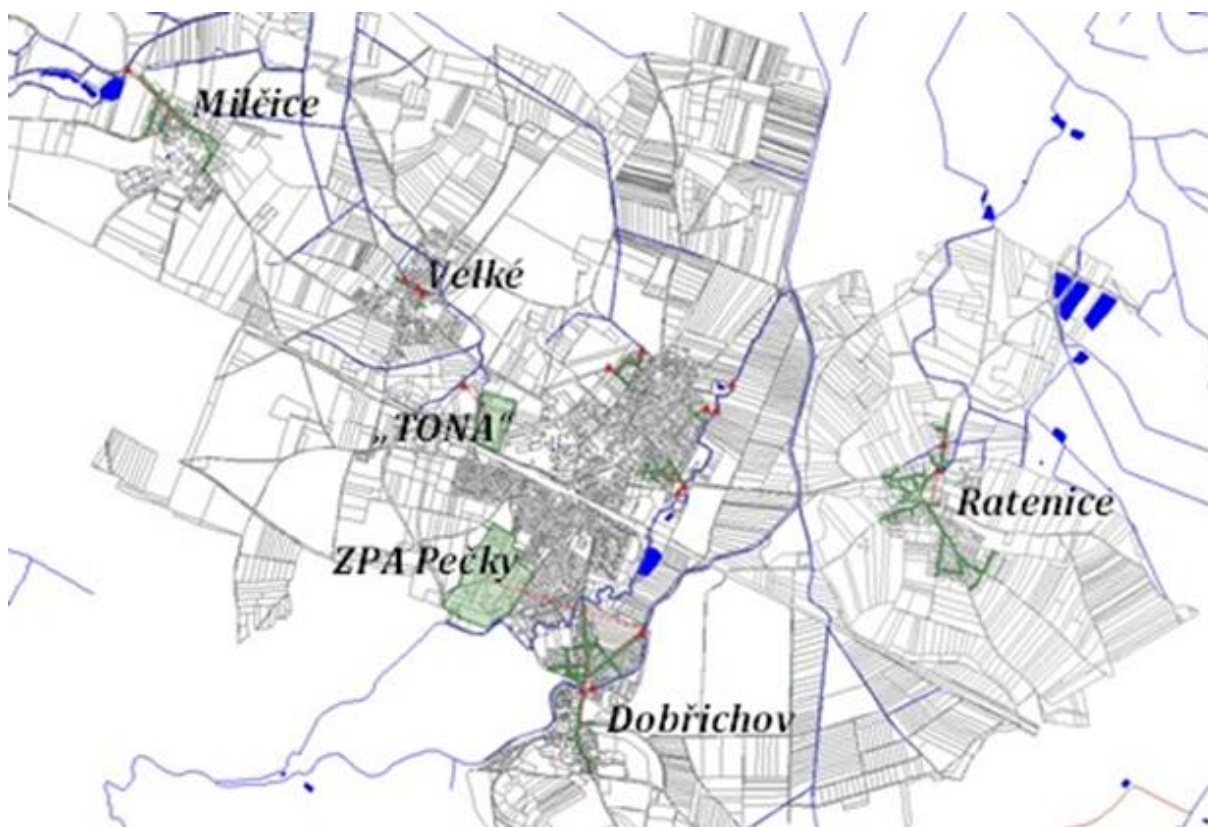 Milčice
Velké
„TONA“
Ratenice
ZPA Pečky
Dobřichov